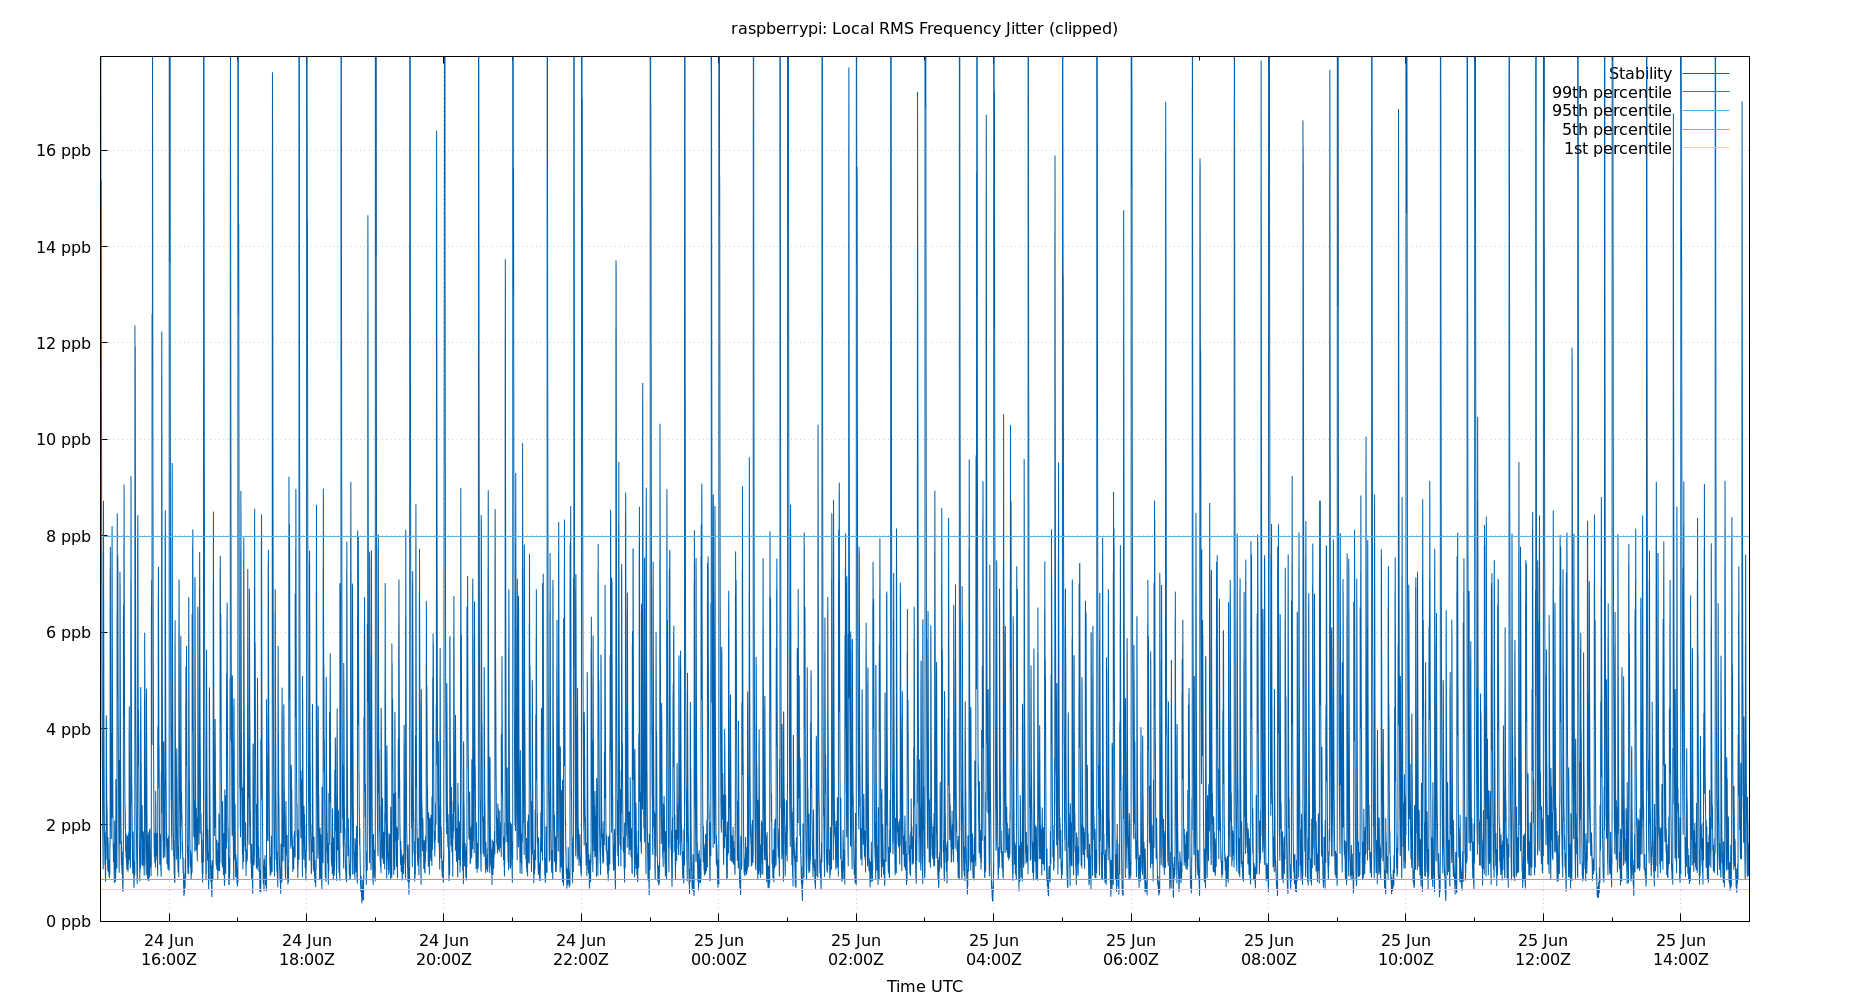 raspberrypi: Local RMS Frequency Jitter (clipped)
Stability
99th percentile
95th percentile
5th percentile
1st percentile
16 ppb
14 ppb
12 ppb
10 ppb
8 ppb
6 ppb
4 ppb
2 ppb
0 ppb
24 Jun 24 Jun 24 Jun 24 Jun 25 Jun 25 Jun 25 Jun 25 Jun 25 Jun 25 Jun 25 Jun 25 Jun
16:00Z 18:00Z 20:00Z 22:00Z 00:00Z 02:00Z 04:00Z 06:00Z 08:00Z 10:00Z 12:00Z 14:00Z
Time UTC